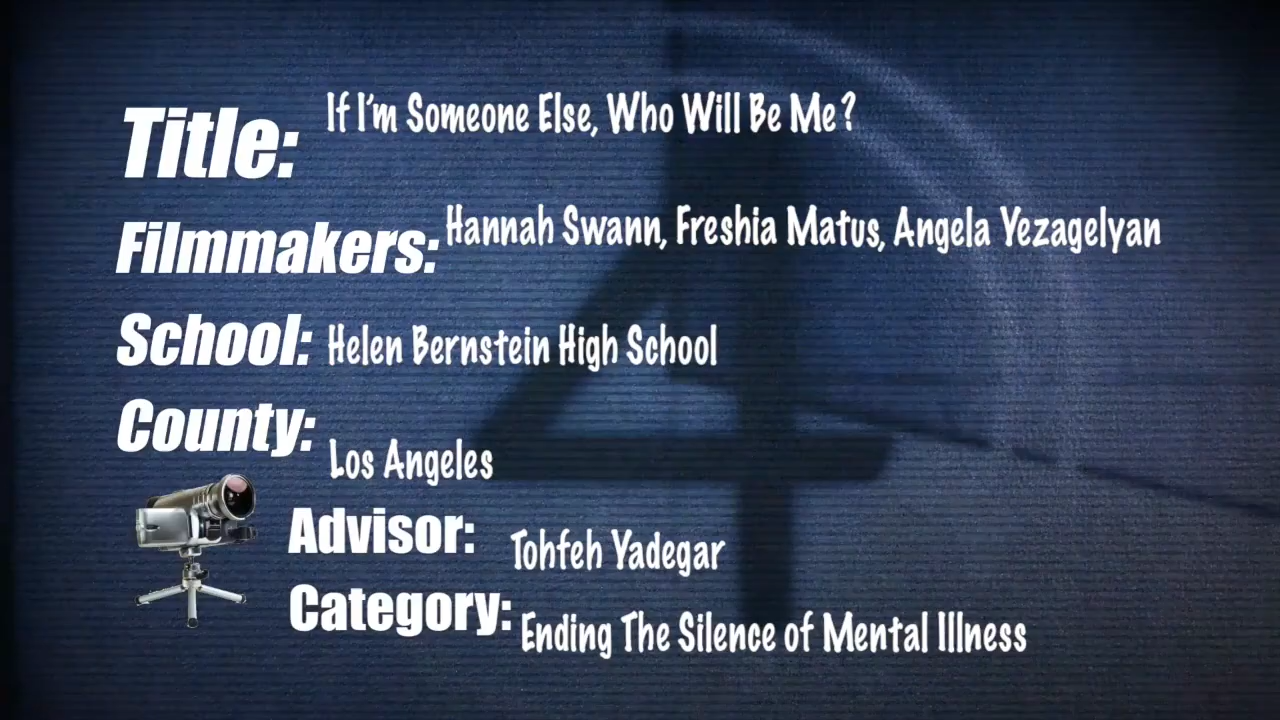 Title: If I'm Someone Else, Who Will Be Me?
Filmmakers: Hannah Swann, Freshia Matus, Angela Yezagelyan
School: Helen Bernstein High School
County: Los Angeles
Advisor: Tohfeh Yadegar
Category: Ending The Silence of Mental Illness
4